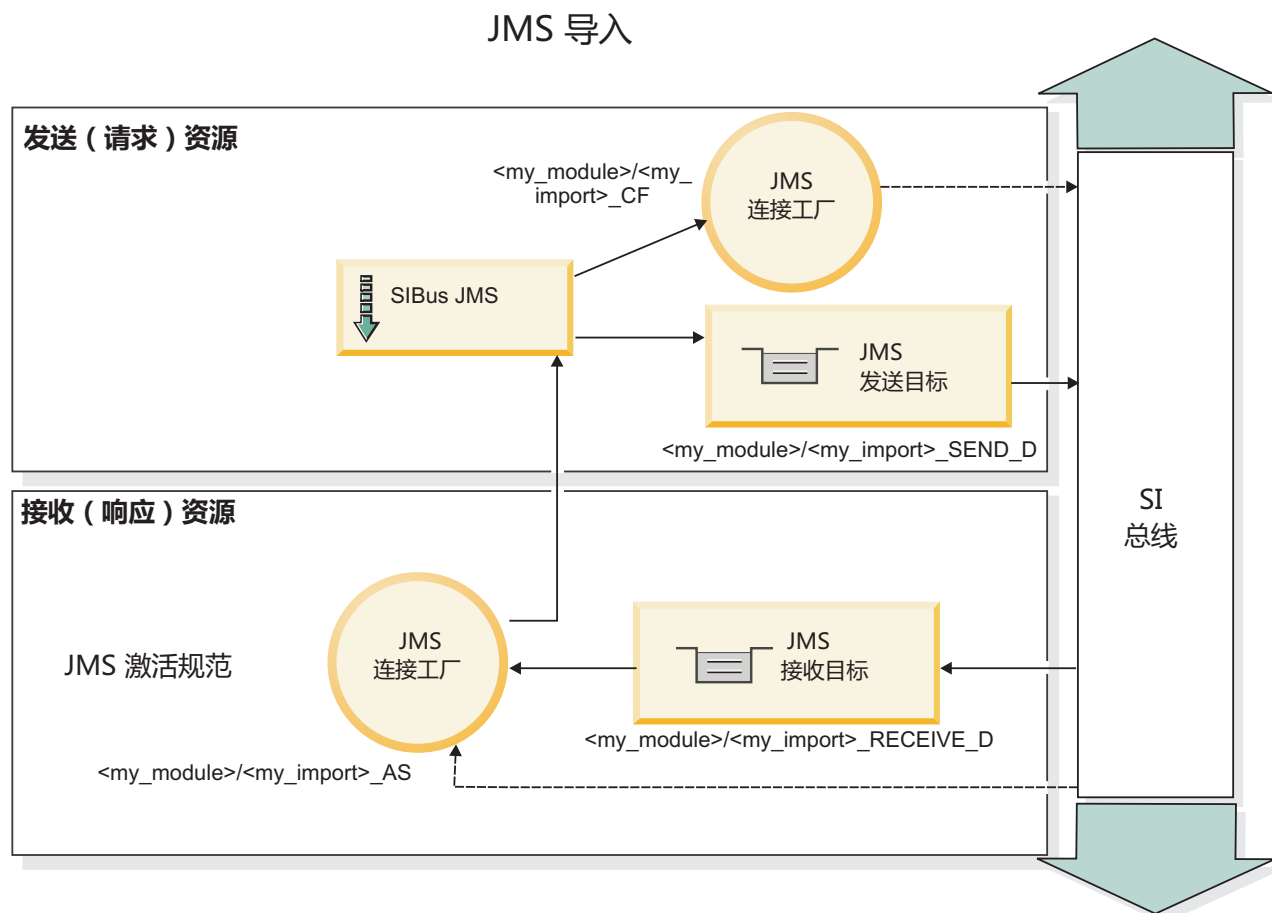 JMS 导入
发送（请求）资源
<my_module>/<my_
import>_CF
JMS
连接工厂
SIBus JMS
JMS
发送目标
<my_module>/<my_import>_SEND_D
SI
总线
接收（响应）资源
JMS 激活规范
JMS
连接工厂
JMS
接收目标
<my_module>/<my_import>_RECEIVE_D
<my_module>/<my_import>_AS